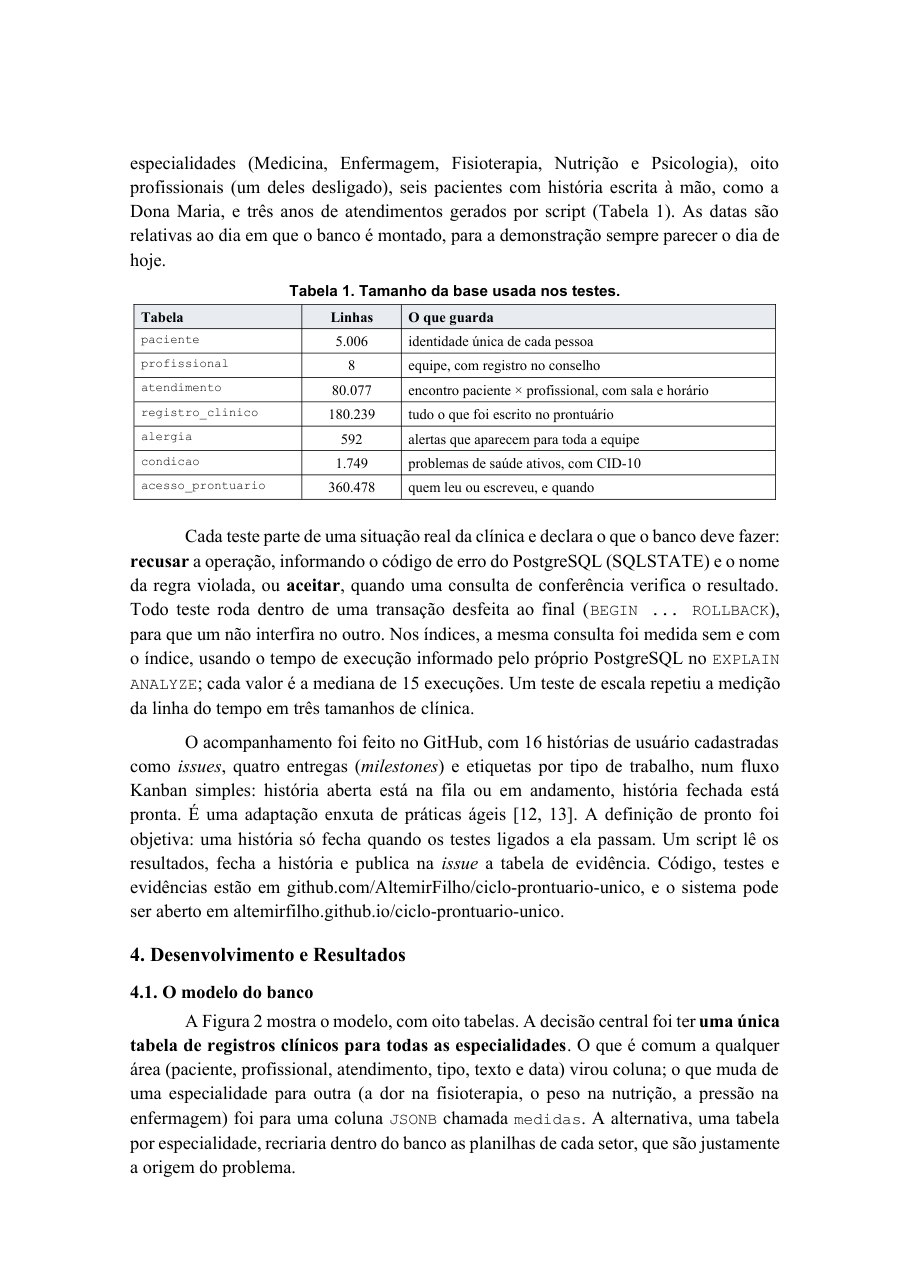 especialidades (Medicina, Enfermagem, Fisioterapia, Nutrição e Psicologia), oito
profissionais (um deles desligado), seis pacientes com história escrita à mão, como a
Dona Maria, e três anos de atendimentos gerados por script (Tabela 1). As datas são
relativas ao dia em que o banco é montado, para a demonstração sempre parecer o dia de
hoje.
Tabela 1. Tamanho da base usada nos testes.
Tabela Linhas O que guarda
paciente 5.006 identidade única de cada pessoa
profissional 8 equipe, com registro no conselho
atendimento 80.077 encontro paciente × profissional, com sala e horário
registro_clinico 180.239 tudo o que foi escrito no prontuário
alergia 592 alertas que aparecem para toda a equipe
condicao 1.749 problemas de saúde ativos, com CID-10
acesso_prontuario 360.478 quem leu ou escreveu, e quando
Cada teste parte de uma situação real da clínica e declara o que o banco deve fazer:
recusar a operação, informando o código de erro do PostgreSQL (SQLSTATE) e o nome
da regra violada, ou aceitar, quando uma consulta de conferência verifica o resultado.
Todo teste roda dentro de uma transação desfeita ao final (BEGIN ... ROLLBACK),
para que um não interfira no outro. Nos índices, a mesma consulta foi medida sem e com
o índice, usando o tempo de execução informado pelo próprio PostgreSQL no EXPLAIN
ANALYZE; cada valor é a mediana de 15 execuções. Um teste de escala repetiu a medição
da linha do tempo em três tamanhos de clínica.
O acompanhamento foi feito no GitHub, com 16 histórias de usuário cadastradas
como issues, quatro entregas (milestones) e etiquetas por tipo de trabalho, num fluxo
Kanban simples: história aberta está na fila ou em andamento, história fechada está
pronta. É uma adaptação enxuta de práticas ágeis [12, 13]. A definição de pronto foi
objetiva: uma história só fecha quando os testes ligados a ela passam. Um script lê os
resultados, fecha a história e publica na issue a tabela de evidência. Código, testes e
evidências estão em github.com/AltemirFilho/ciclo-prontuario-unico, e o sistema pode
ser aberto em altemirfilho.github.io/ciclo-prontuario-unico.
4. Desenvolvimento e Resultados
4.1. O modelo do banco
A Figura 2 mostra o modelo, com oito tabelas. A decisão central foi ter uma única
tabela de registros clínicos para todas as especialidades. O que é comum a qualquer
área (paciente, profissional, atendimento, tipo, texto e data) virou coluna; o que muda de
uma especialidade para outra (a dor na fisioterapia, o peso na nutrição, a pressão na
enfermagem) foi para uma coluna JSONB chamada medidas. A alternativa, uma tabela
por especialidade, recriaria dentro do banco as planilhas de cada setor, que são justamente
a origem do problema.